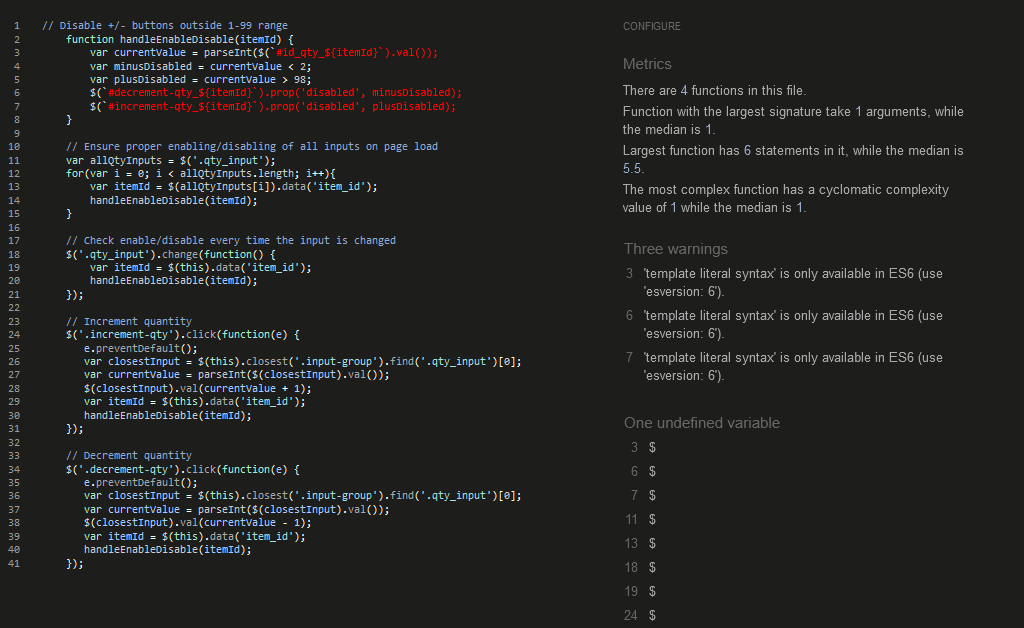 1 // Disable +/- buttons outside 1-99 range
2 function handleEnableDisable(itemId) {
3 var currentValue = parseInt($(`#id_qty_${itemId}`).val());
4 var minusDisabled = currentValue < 2;
5 var plusDisabled = currentValue > 98;
6 $(`#decrement-qty_${itemId}`).prop('disabled', minusDisabled);
7 $(`#increment-qty_${itemId}`).prop('disabled', plusDisabled);
8 }
9
10 // Ensure proper enabling/disabling of all inputs on page load
11 var allQtyInputs = $('.qty_input');
12 for(var i = 0; i < allQtyInputs.length; i++){
13 var itemId = $(allQtyInputs[i]).data('item_id');
14 handleEnableDisable(itemId);
15 }
16
17 // Check enable/disable every time the input is changed
18 $('.qty_input').change(function() {
19 var itemId = $(this).data('item_id');
20 handleEnableDisable(itemId);
21 });
22
23 // Increment quantity
24 $('.increment-qty').click(function(e) {
25 e.preventDefault();
26 var closestInput = $(this).closest('.input-group').find('.qty_input')[0];
27 var currentValue = parseInt($(closestInput).val());
28 $(closestInput).val(currentValue + 1);
29 var itemId = $(this).data('item_id');
30 handleEnableDisable(itemId);
31 });
32
33 // Decrement quantity
34 $('.decrement-qty').click(function(e) {
35 e.preventDefault();
36 var closestInput = $(this).closest('.input-group').find('.qty_input')[0];
37 var currentValue = parseInt($(closestInput).val());
38 $(closestInput).val(currentValue - 1);
39 var itemId = $(this).data('item_id');
40 handleEnableDisable(itemId);
41 });
CONFIGURE
Metrics
There are 4 functions in this file.
Function with the largest signature take 1 arguments, while
the median is 1.
Largest function has 6 statements in it, while the median is
5.5.
The most complex function has a cyclomatic complexity
value of 1 while the median is 1.
Three warnings
3 'template literal syntax' is only available in ES6 (use
'esversion: 6').
6 'template literal syntax' is only available in ES6 (use
'esversion: 6').
7 'template literal syntax' is only available in ES6 (use
'esversion: 6').
One undefined variable
3 $
6 $
7 $
11 $
13 $
18 $
19 $
24 $